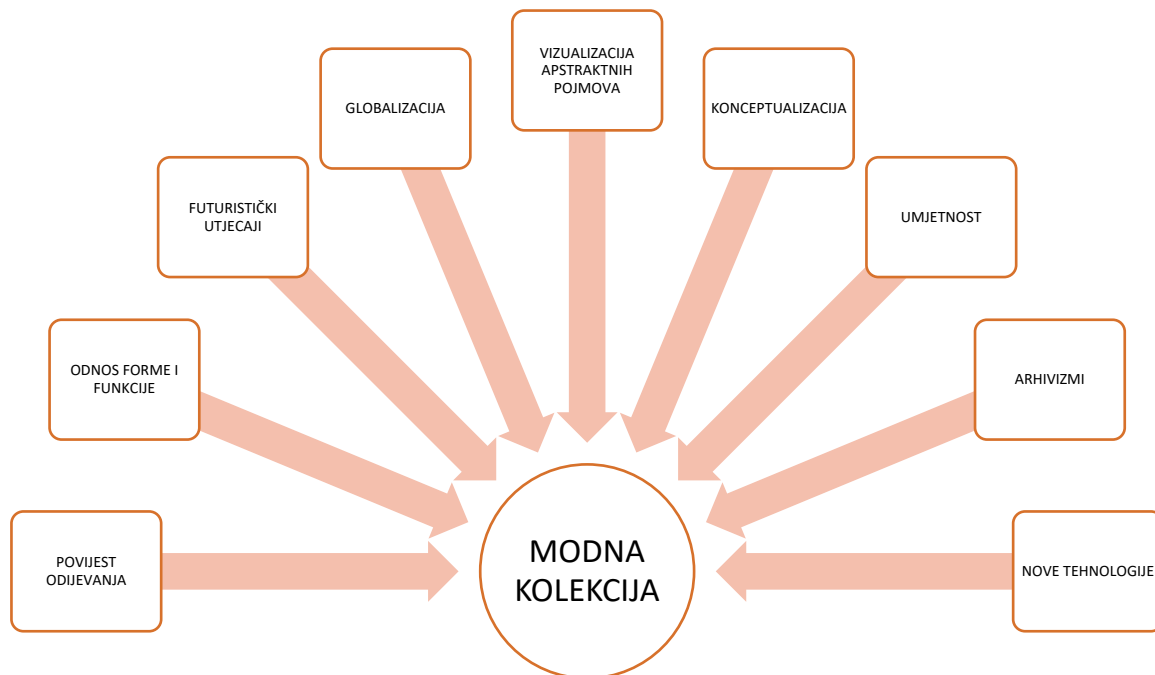 VIZUALIZACIJA
APSTRAKTNIH
POJMOVA
GLOBALIZACIJA
KONCEPTUALIZACIJA
FUTURISTIČKI
UTJECAJI
UMJETNOST
ODNOS FORME I
FUNKCIJE
ARHIVIZMI
POVIJEST
ODIJEVANJA
MODNA
KOLEKCIJA
NOVE TEHNOLOGIJE